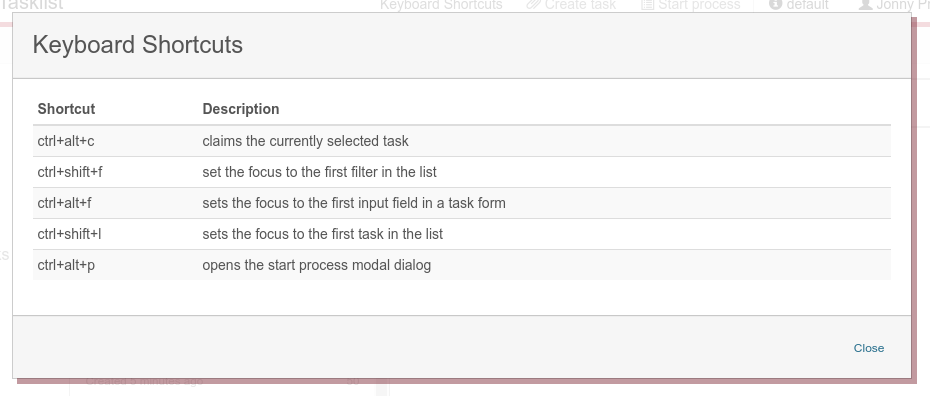 Tasklist
Keyboard Shortcuts Create task Start process default Jonny
Keyboard Shortcuts
Shortcut Description
ctrl+alt+c claims the currently selected task
ctrl+shift+f set the focus to the first filter in the list
ctrl+alt+f sets the focus to the first input field in a task form
ctrl+shift+l sets the focus to the first task in the list
ctrl+alt+p opens the start process modal dialog
Close
Created 5 minutes ago 50